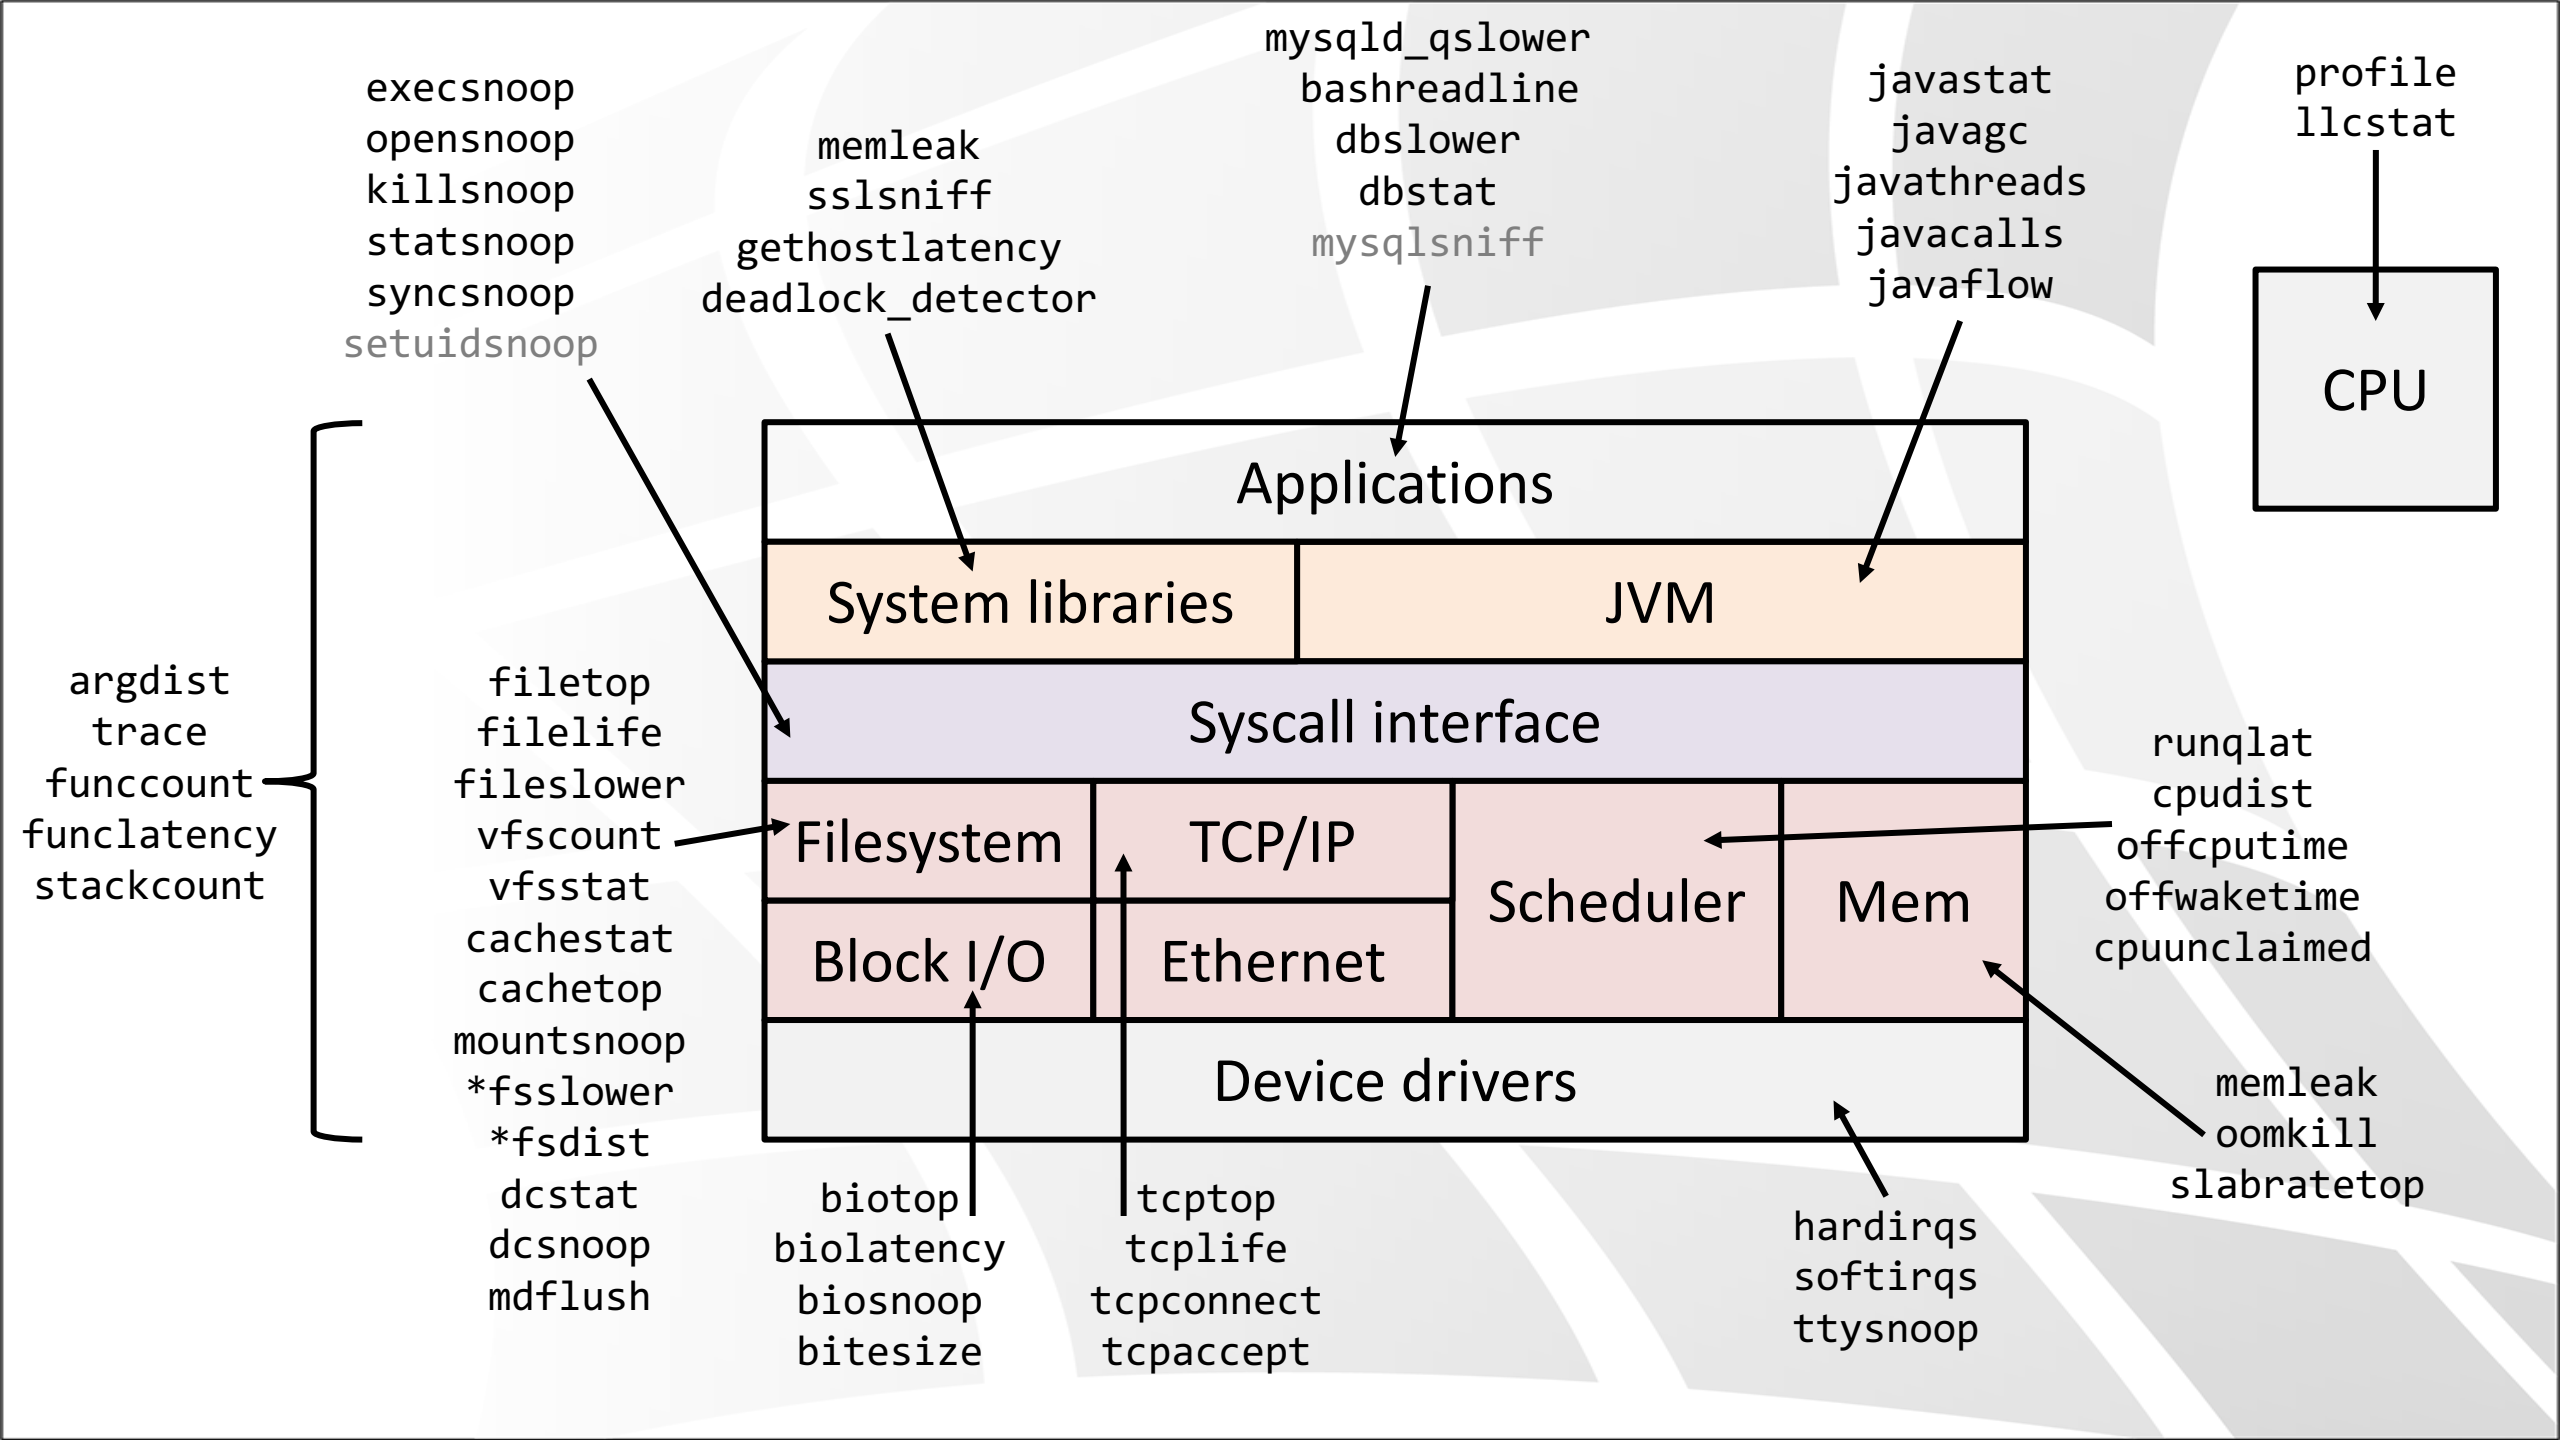 execsnoop
opensnoop
killsnoop
statsnoop
syncsnoop
setuidsnoop
memleak
sslsniff
gethostlatency
deadlock_detector
mysqld_qslower
bashreadline
dbslower
dbstat
mysqlsniff
javastat
javagc
javathreads
javacalls
javaflow
profile
llcstat
CPU
Applications
System libraries
JVM
Syscall interface
Filesystem
TCP/IP
Scheduler
Mem
Block I/O
Ethernet
Device drivers
argdist
trace
funccount
funclatency
stackcount
filetop
filelife
fileslower
vfscount
vfsstat
cachestat
cachetop
mountsnoop
*fsslower
*fsdist
dcstat
dcsnoop
mdflush
biotop
biolatency
biosnoop
bitesize
tcptop
tcplife
tcpconnect
tcpaccept
runqlat
cpudist
offcputime
offwaketime
cpuunclaimed
memleak
oomkill
slabratetop
hardirqs
softirqs
ttysnoop